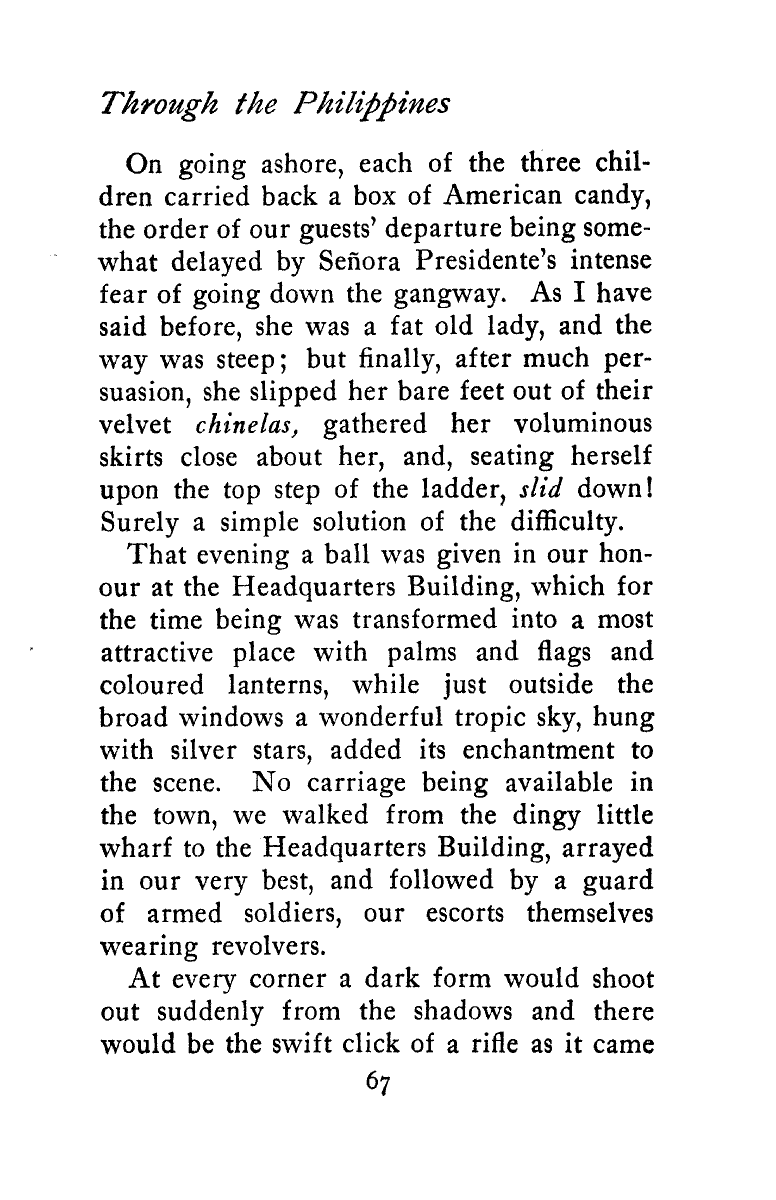 Through the Philippines
On going ashore, each of the three chil-
dren carried back a box of American candy,
the order of our guests' departure being some-
what delayed by Señora Presidente's intense
fear of going down the gangway. As I have
said before, she was a fat old lady, and the
way was steep; but finally, after much per-
suasion, she slipped her bare feet out of their
velvet chinelas, gathered her voluminous
skirts close about her, and, seating herself
upon the top step of the ladder, slid down!
Surely a simple solution of the difficulty.
That evening a ball was given in our hon-
our at the Headquarters Building, which for
the time being was transformed into a most
attractive place with palms and flags and
coloured lanterns, while just outside the
broad windows a wonderful tropic sky, hung
with silver stars, added its enchantment to
the scene. No carriage being available in
the town, we walked from the dingy little
wharf to the Headquarters Building, arrayed
in our very best, and followed by a guard
of armed soldiers, our escorts themselves
wearing revolvers.
At every corner a dark form would shoot
out suddenly from the shadows and there
would be the swift click of a rifle as it came
67